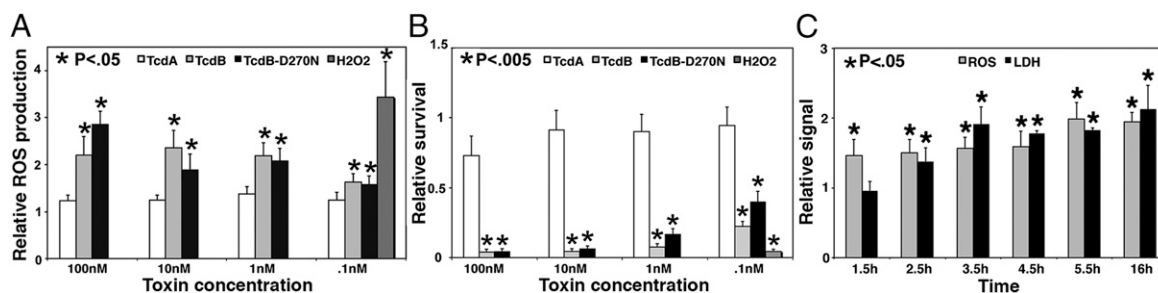 A
* P<.05 TcdA TcdB TcdB-D270N H2O2
Relative ROS production
4
3
2
1
0
100nM 10nM 1nM .1nM
Toxin concentration
B
* P<.005 TcdA TcdB TcdB-D270N H2O2
Relative survival
1.5
1
0.5
0
100nM 10nM 1nM .1nM
Toxin concentration
C
* P<.05 ROS LDH
Relative signal
3
2
1
0
1.5h 2.5h 3.5h 4.5h 5.5h 16h
Time